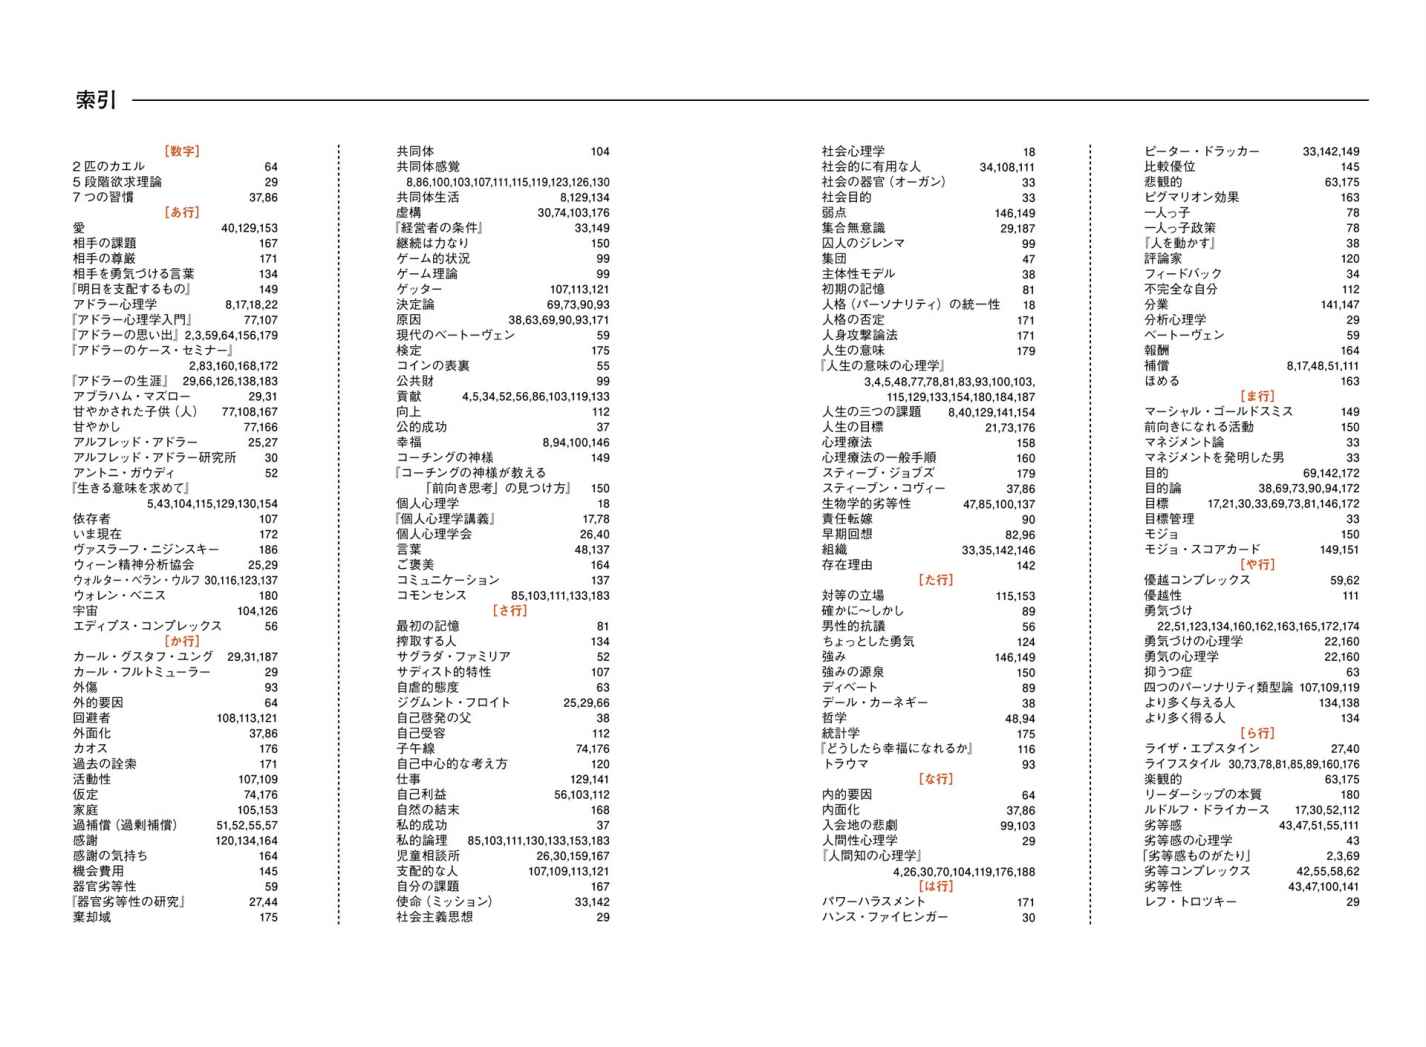 索引
［数字］
2 匹のカエル 64
5 段階欲求理論 29
7 つの習慣 37,86
［あ行］
愛 40,129,153
相手の課題 167
相手の尊厳 171
相手を勇気づける言葉 134
『明日を支配するもの』 149
アドラー心理学 8,17,18,22
『アドラー心理学入門』 77,107
『アドラーの思い出』 2,3,59,64,156,179
『アドラーのケース・セミナー』
2,83,160,168,172
『アドラーの生涯』 29,66,126,138,183
アブラハム・マズロー 29,31
甘やかされた子供（人） 77,108,167
甘やかし 77,166
アルフレッド・アドラー 25,27
アルフレッド・アドラー研究所 30
アントニ・ガウディ 52
『生きる意味を求めて』
5,43,104,115,129,130,154
依存者 107
いま現在 172
ヴァスラーフ・ニジンスキー 186
ウィーン精神分析協会 25,29
ウォルター・ベラン・ウルフ 30,116,123,137
ウォレン・ベニス 180
宇宙 104,126
エディプス・コンプレックス 56
［か行］
カール・グスタフ・ユング 29,31,187
カール・フルトミューラー 29
外傷 93
外的要因 64
回避者 108,113,121
外面化 37,86
カオス 176
過去の詮索 171
活動性 107,109
仮定 74,176
家庭 105,153
過補償（過剰補償） 51,52,55,57
感謝 120,134,164
感謝の気持ち 164
機会費用 145
器官劣等性 59
『器官劣等性の研究』 27,44
棄却域 175
共同体 104
共同体感覚
8,86,100,103,107,111,115,119,123,126,130
共同体生活 8,129,134
虚構 30,74,103,176
『経営者の条件』 33,149
継続は力なり 150
ゲーム的状況 99
ゲーム理論 99
ゲッター 107,113,121
決定論 69,73,90,93
原因 38,63,69,90,93,171
現代のベートーヴェン 59
検定 175
コインの表裏 55
公共財 99
貢献 4,5,34,52,56,86,103,119,133
向上 112
公的成功 37
幸福 8,94,100,146
コーチングの神様 149
『コーチングの神様が教える
「前向き思考」の見つけ方』 150
個人心理学 18
『個人心理学講義』 17,78
個人心理学会 26,40
言葉 48,137
ご褒美 164
コミュニケーション 137
コモンセンス 85,103,111,133,183
［さ行］
最初の記憶 81
搾取する人 134
サグラダ・ファミリア 52
サディスト的特性 107
自虐的態度 63
ジグムント・フロイト 25,29,66
自己啓発の父 38
自己受容 112
子午線 74,176
自己中心的な考え方 120
仕事 129,141
自己利益 56,103,112
自然の結末 168
私的成功 37
私的論理 85,103,111,130,133,153,183
児童相談所 26,30,159,167
支配的な人 107,109,113,121
自分の課題 167
使命（ミッション） 33,142
社会主義思想 29
社会心理学 18
社会的に有用な人 34,108,111
社会の器官（オーガン） 33
社会目的 33
弱点 146,149
集合無意識 29,187
囚人のジレンマ 99
集団 47
主体性モデル 38
初期の記憶 81
人格（パーソナリティ）の統一性 18
人格の否定 171
人身攻撃論法 171
人生の意味 179
『人生の意味の心理学』
3,4,5,48,77,78,81,83,93,100,103,
115,129,133,154,180,184,187
人生の三つの課題 8,40,129,141,154
人生の目標 21,73,176
心理療法 158
心理療法の一般手順 160
スティーブ・ジョブズ 179
スティーブン・コヴィー 37,86
生物学的劣等性 47,85,100,137
責任転嫁 90
早期回想 82,96
組織 33,35,142,146
存在理由 142
［た行］
対等の立場 115,153
確かに〜しかし 89
男性的抗議 56
ちょっとした勇気 124
強み 146,149
強みの源泉 150
ディベート 89
デール・カーネギー 38
哲学 48,94
統計学 175
『どうしたら幸福になれるか』 116
トラウマ 93
［な行］
内的要因 64
内面化 37,86
入会地の悲劇 99,103
人間性心理学 29
『人間知の心理学』
4,26,30,70,104,119,176,188
［は行］
パワーハラスメント 171
ハンス・ファイヒンガー 30
ピーター・ドラッカー 33,142,149
比較優位 145
悲観的 63,175
ピグマリオン効果 163
一人っ子 78
一人っ子政策 78
『人を動かす』 38
評論家 120
フィードバック 34
不完全な自分 112
分業 141,147
分析心理学 29
ベートーヴェン 59
報酬 164
補償 8,17,48,51,111
ほめる 163
［ま行］
マーシャル・ゴールドスミス 149
前向きになれる活動 150
マネジメント論 33
マネジメントを発明した男 33
目的 69,142,172
目的論 38,69,73,90,94,172
目標 17,21,30,33,69,73,81,146,172
目標管理 33
モジョ 150
モジョ・スコアカード 149,151
［や行］
優越コンプレックス 59,62
優越性 111
勇気づけ
22,51,123,134,160,162,163,165,172,174
勇気づけの心理学 22,160
勇気の心理学 22,160
抑うつ症 63
四つのパーソナリティ類型論 107,109,119
より多く与える人 134,138
より多く得る人 134
［ら行］
ライザ・エプスタイン 27,40
ライフスタイル 30,73,78,81,85,89,160,176
楽観的 63,175
リーダーシップの本質 180
ルドルフ・ドライカース 17,30,52,112
劣等感 43,47,51,55,111
劣等感の心理学 43
『劣等感ものがたり』 2,3,69
劣等コンプレックス 42,55,58,62
劣等性 43,47,100,141
レフ・トロツキー 29